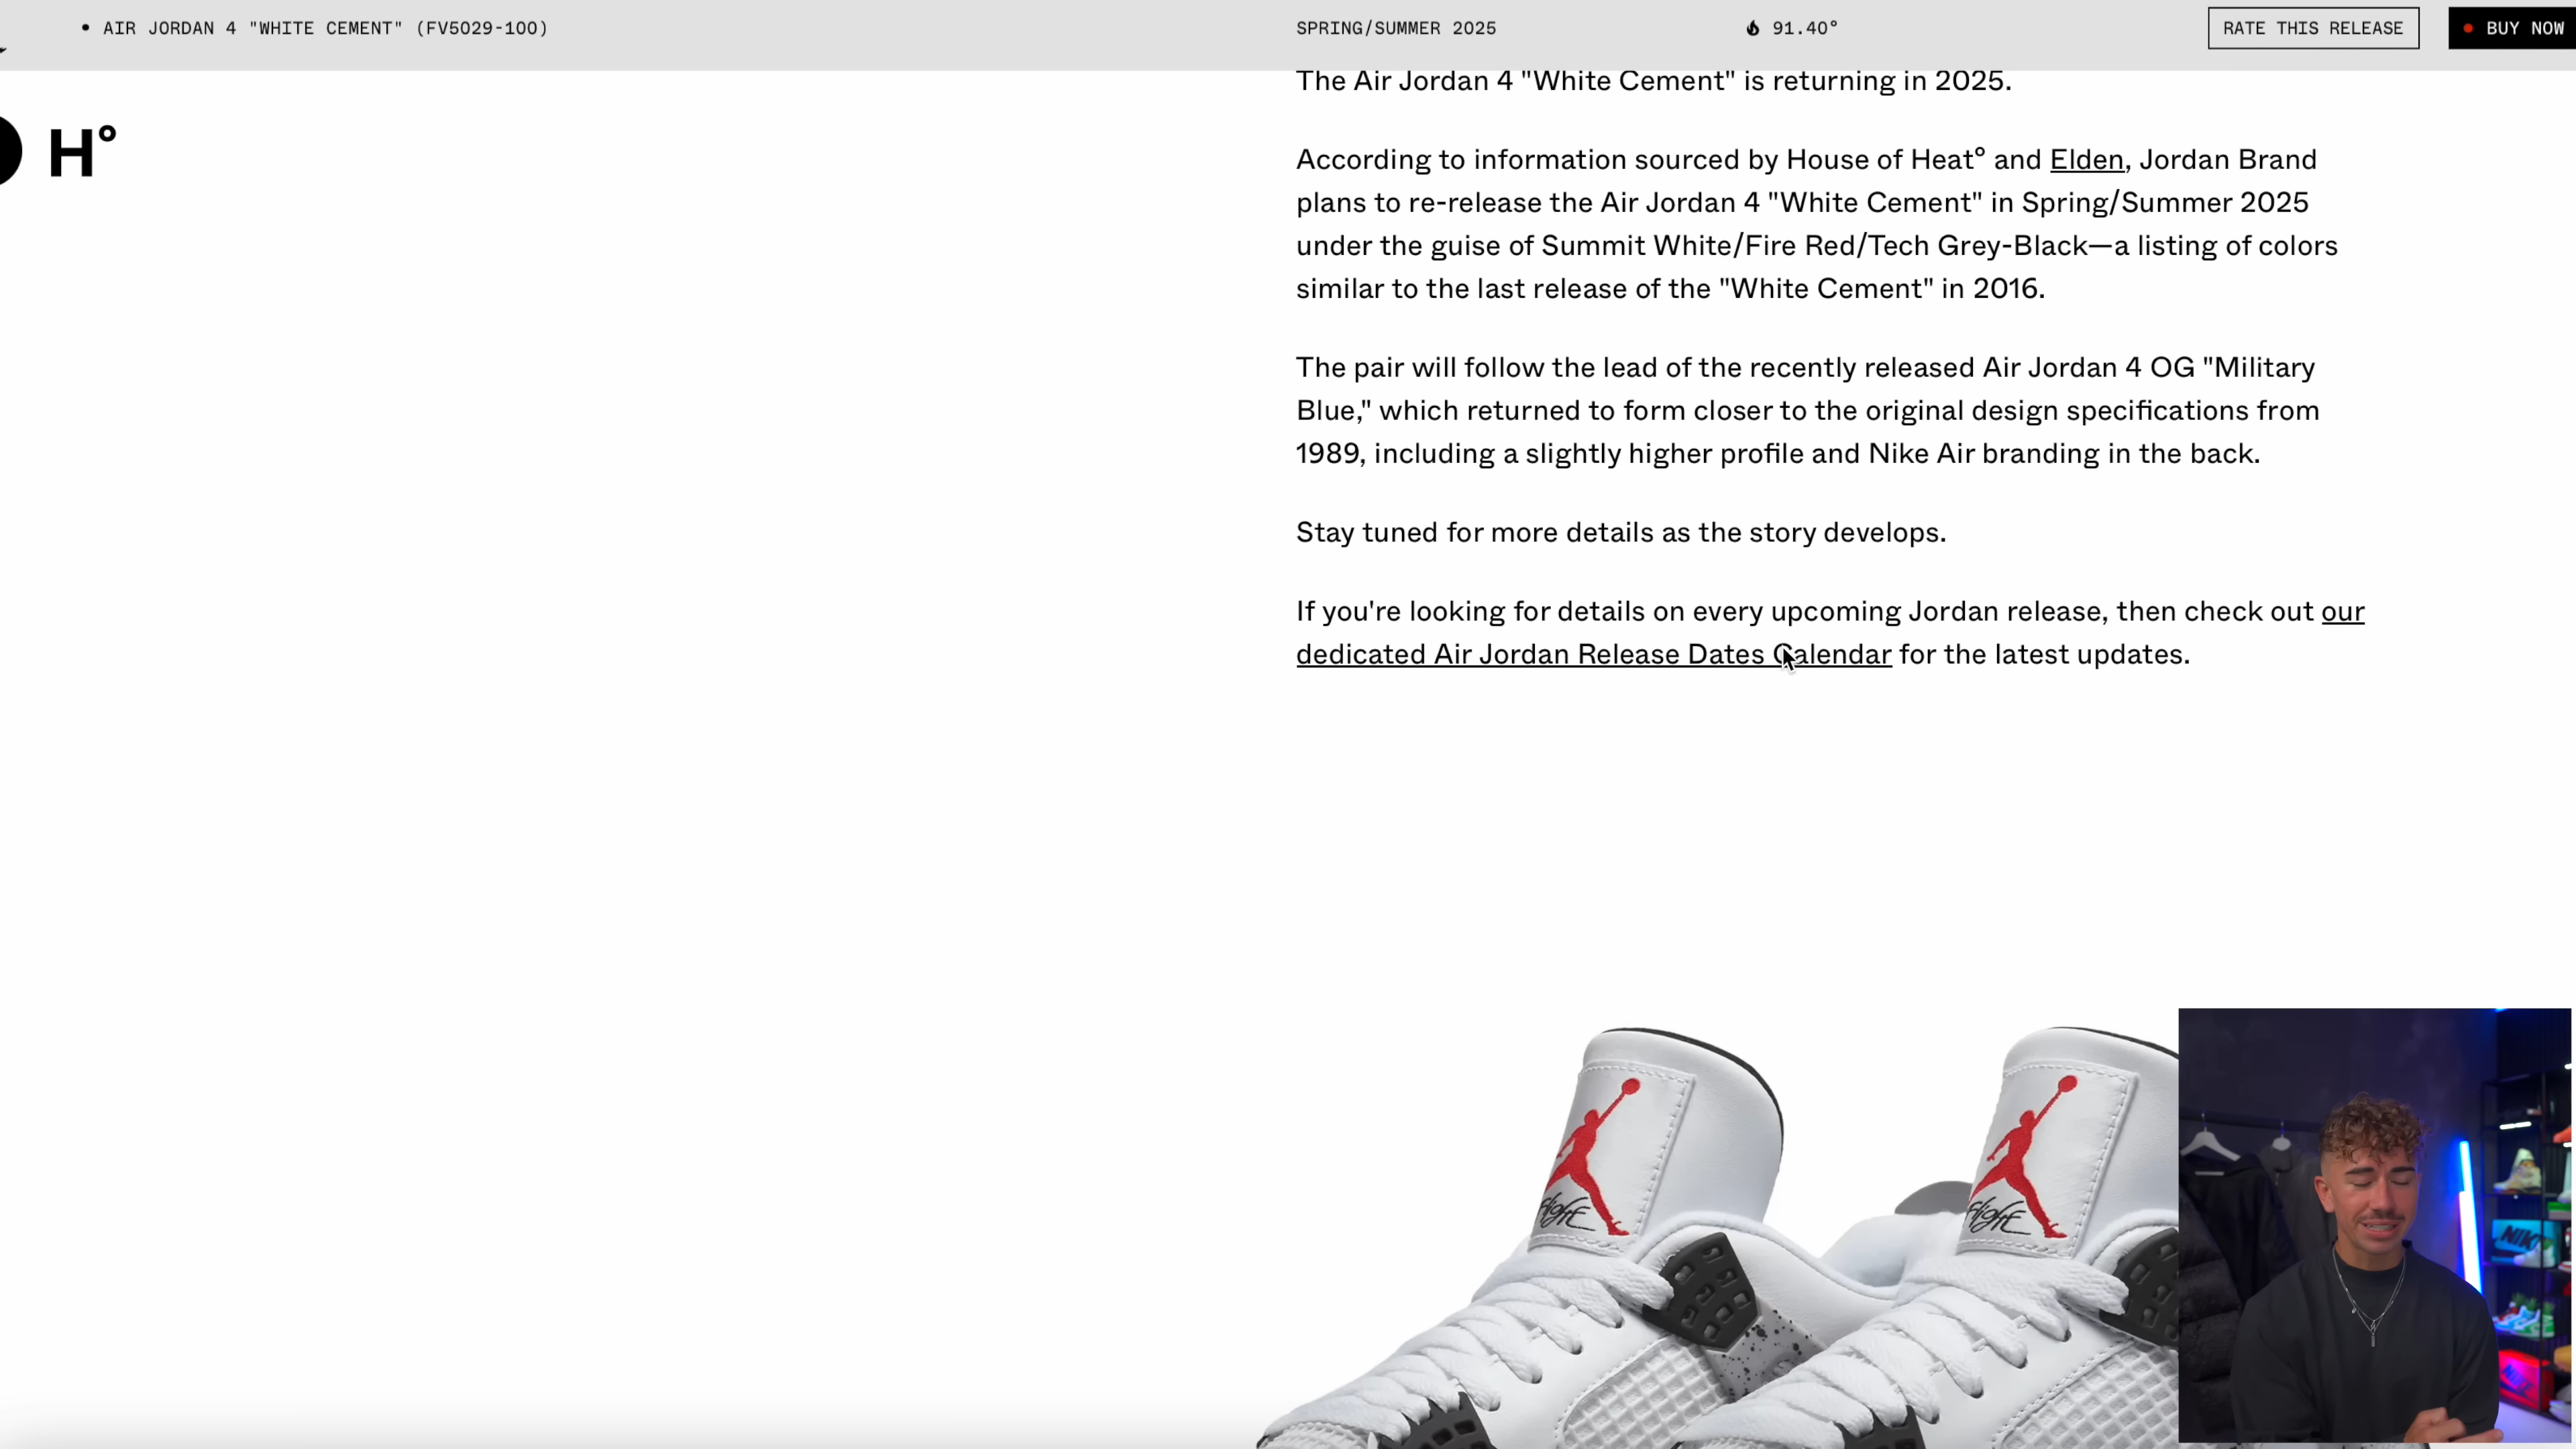 • AIR JORDAN 4 "WHITE CEMENT" (FV5029-100)
SPRING/SUMMER 2025
91.40°
RATE THIS RELEASE
BUY NOW
H°
The Air Jordan 4 "White Cement" is returning in 2025.
According to information sourced by House of Heat° and Elden, Jordan Brand
plans to re-release the Air Jordan 4 "White Cement" in Spring/Summer 2025
under the guise of Summit White/Fire Red/Tech Grey-Black—a listing of colors
similar to the last release of the "White Cement" in 2016.
The pair will follow the lead of the recently released Air Jordan 4 OG "Military
Blue," which returned to form closer to the original design specifications from
1989, including a slightly higher profile and Nike Air branding in the back.
Stay tuned for more details as the story develops.
If you're looking for details on every upcoming Jordan release, then check out our
dedicated Air Jordan Release Dates Calendar for the latest updates.
Flight
Flight
NIKE